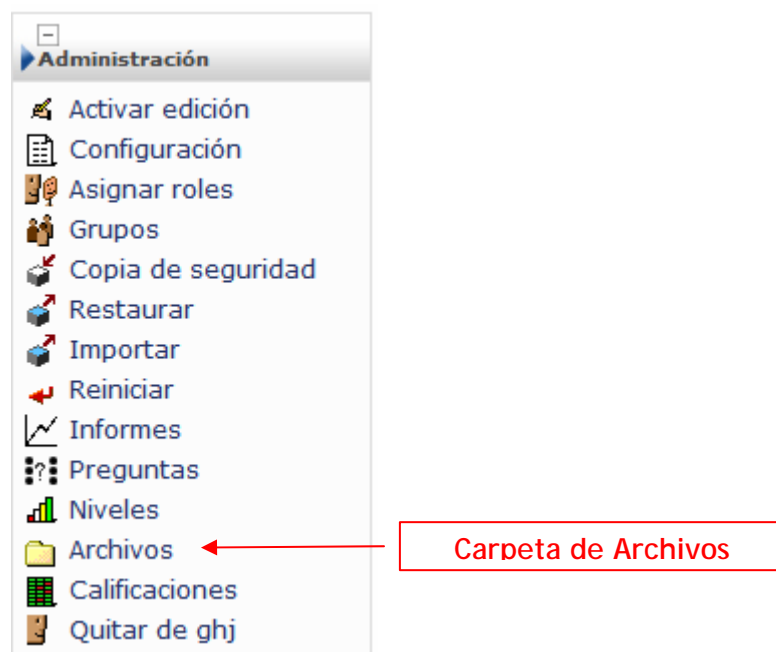 Administración
Activar edición
Configuración
Asignar roles
Grupos
Copia de seguridad
Restaurar
Importar
Reiniciar
Informes
Preguntas
Niveles
Archivos
Carpeta de Archivos
Calificaciones
Quitar de ghj